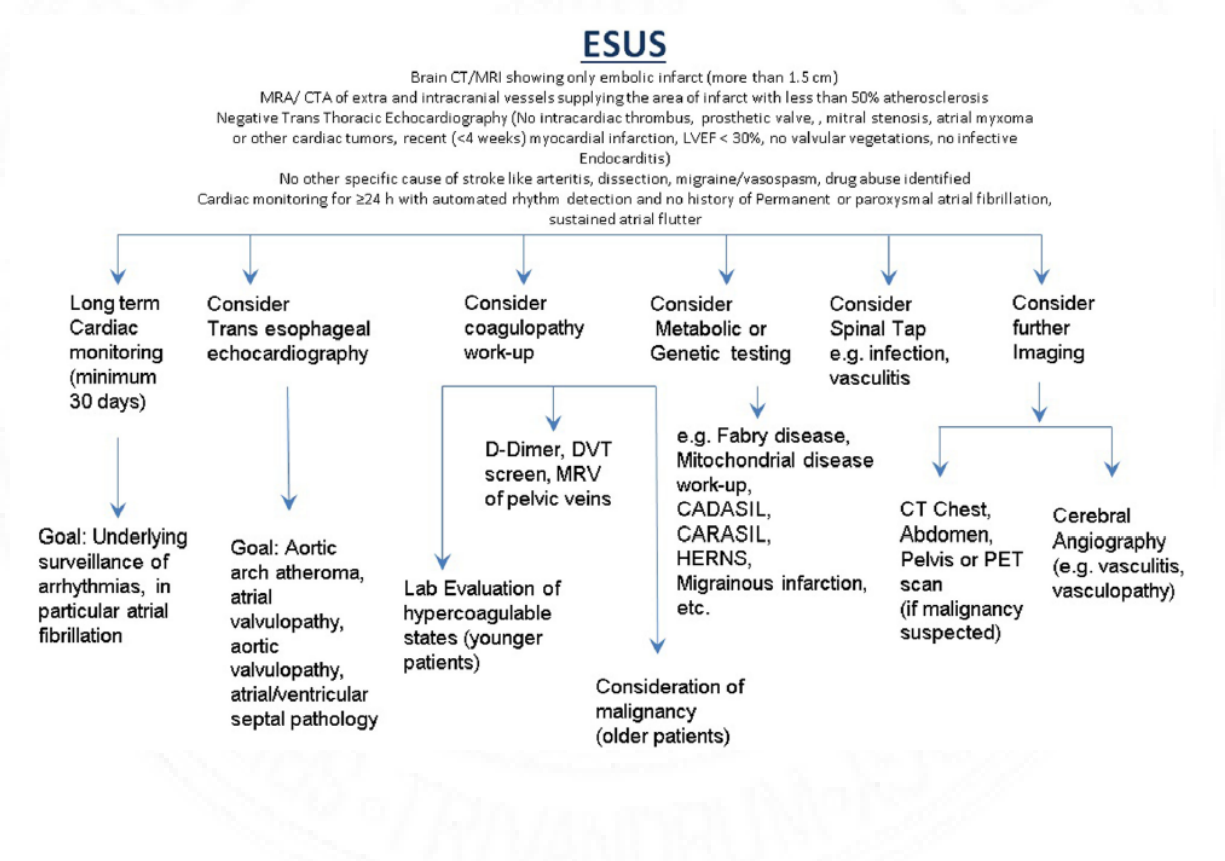 ESUS
Brain CT/MRI showing only embolic infarct (more than 1.5 cm)
MRA/ CTA of extra and intracranial vessels supplying the area of infarct with less than 50% atherosclerosis
Negative Trans Thoracic Echocardiography (No intracardiac thrombus, prosthetic valve, , mitral stenosis, atrial myxoma
or other cardiac tumors, recent (<4 weeks) myocardial infarction, LVEF < 30%, no valvular vegetations, no infective
Endocarditis)
No other specific cause of stroke like arteritis, dissection, migraine/vasospasm, drug abuse identified
Cardiac monitoring for ≥24 h with automated rhythm detection and no history of Permanent or paroxysmal atrial fibrillation,
sustained atrial flutter
Long term
Cardiac
monitoring
(minimum
30 days)
Consider
Trans esophageal
echocardiography
Consider
coagulopathy
work-up
Consider
Metabolic or
Genetic testing
Consider
Spinal Tap
e.g. infection,
vasculitis
Consider
further
Imaging
Goal: Underlying
surveillance of
arrhythmias, in
particular atrial
fibrillation
Goal: Aortic
arch atheroma,
atrial
valvulopathy,
aortic
valvulopathy,
atrial/ventricular
septal pathology
Lab Evaluation of
hypercoagulable
states (younger
patients)
D-Dimer, DVT
screen, MRV
of pelvic veins
Consideration of
malignancy
(older patients)
e.g. Fabry disease,
Mitochondrial disease
work-up,
CADASIL,
CARASIL,
HERNS,
Migrainous infarction,
etc.
CT Chest,
Abdomen,
Pelvis or PET
scan
(if malignancy
suspected)
Cerebral
Angiography
(e.g. vasculitis,
vasculopathy)